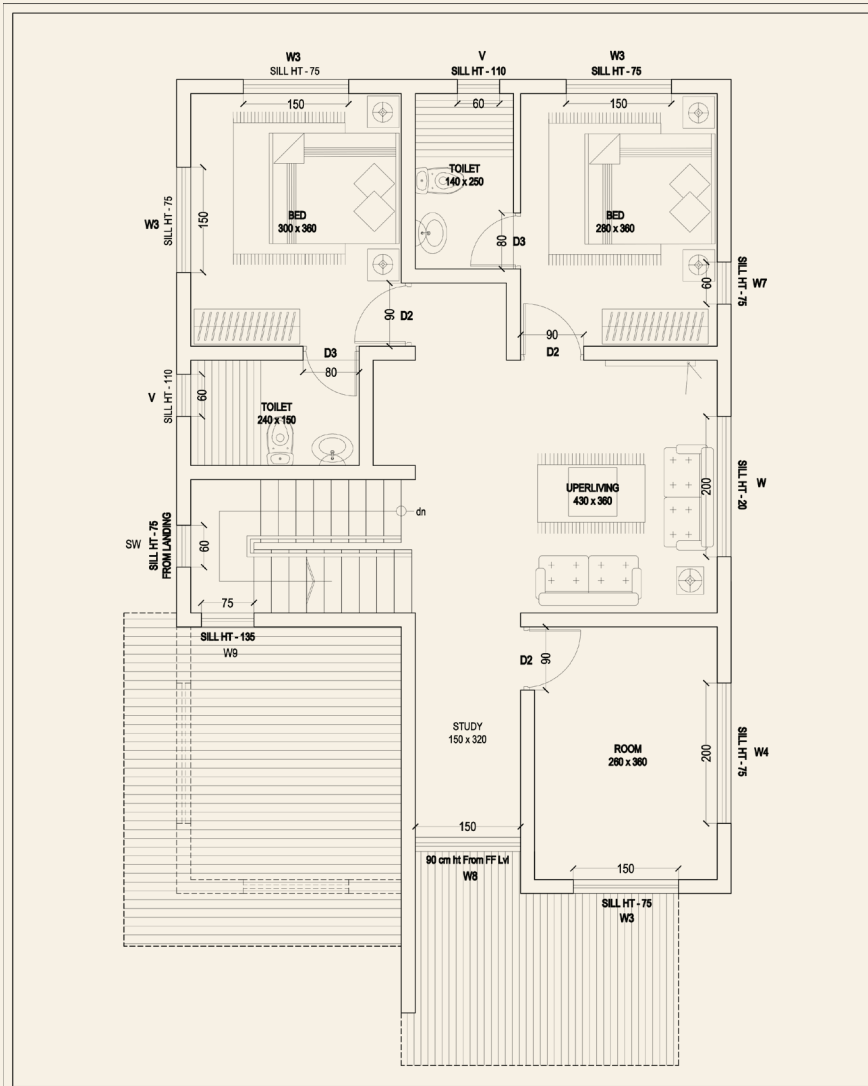 W3
SILL HT - 75
150
V
SILL HT - 110
60
W3
SILL HT - 75
150
TOILET
140 x 250
W3
SILL HT - 75
150
BED
300 x 360
BED
280 x 360
80
D3
SILL HT - 75
W7
60
90
D2
90
D2
D3
80
V
SILL HT - 110
60
TOILET
240 x 150
UPERLIVING
430 x 360
200
SILL HT -20
W
dn
SW
SILL HT - 75
FROM LANDING
60
75
SILL HT - 135
W9
D2
90
STUDY
150 x 320
ROOM
260 x 360
200
SILL HT - 75
W4
150
90 cm ht From FF Lvl
W8
150
SILL HT - 75
W3